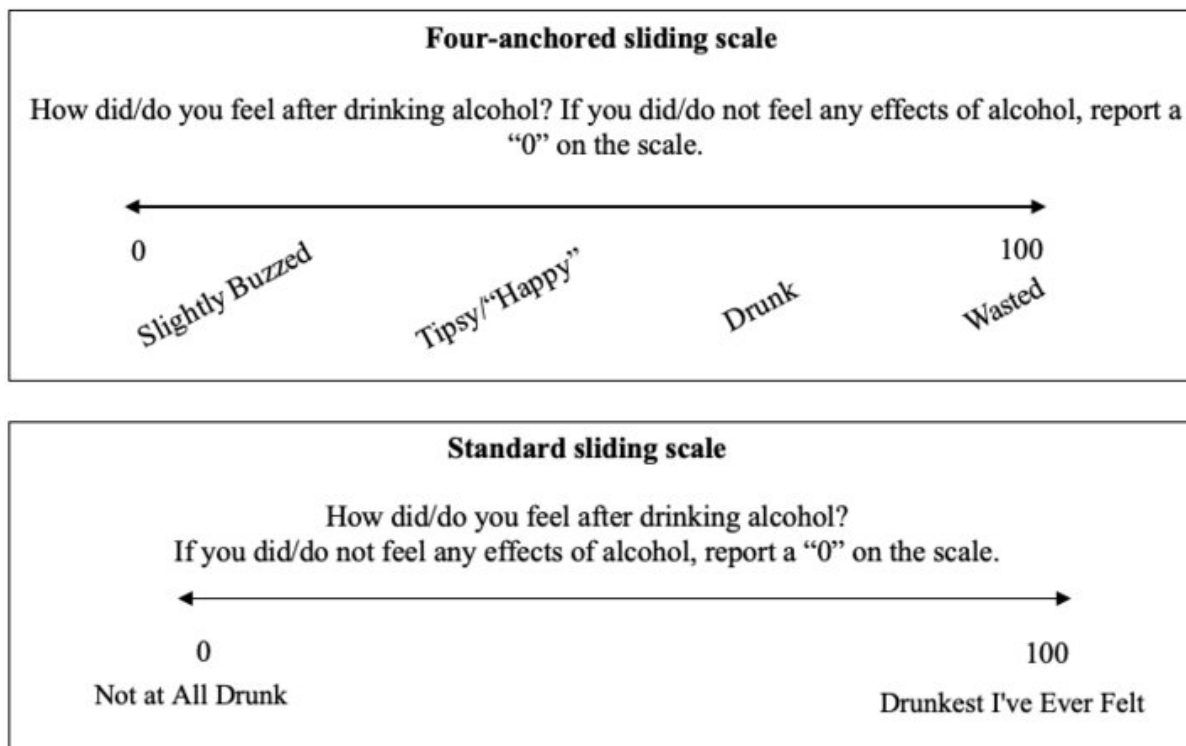 Four-anchored sliding scale
How did/do you feel after drinking alcohol? If you did/do not feel any effects of alcohol, report a
“0” on the scale.
0
100
Slightly Buzzed
Tipsy/“Happy”
Drunk
Wasted
Standard sliding scale
How did/do you feel after drinking alcohol?
If you did/do not feel any effects of alcohol, report a “0” on the scale.
0
100
Not at All Drunk
Drunkest I've Ever Felt